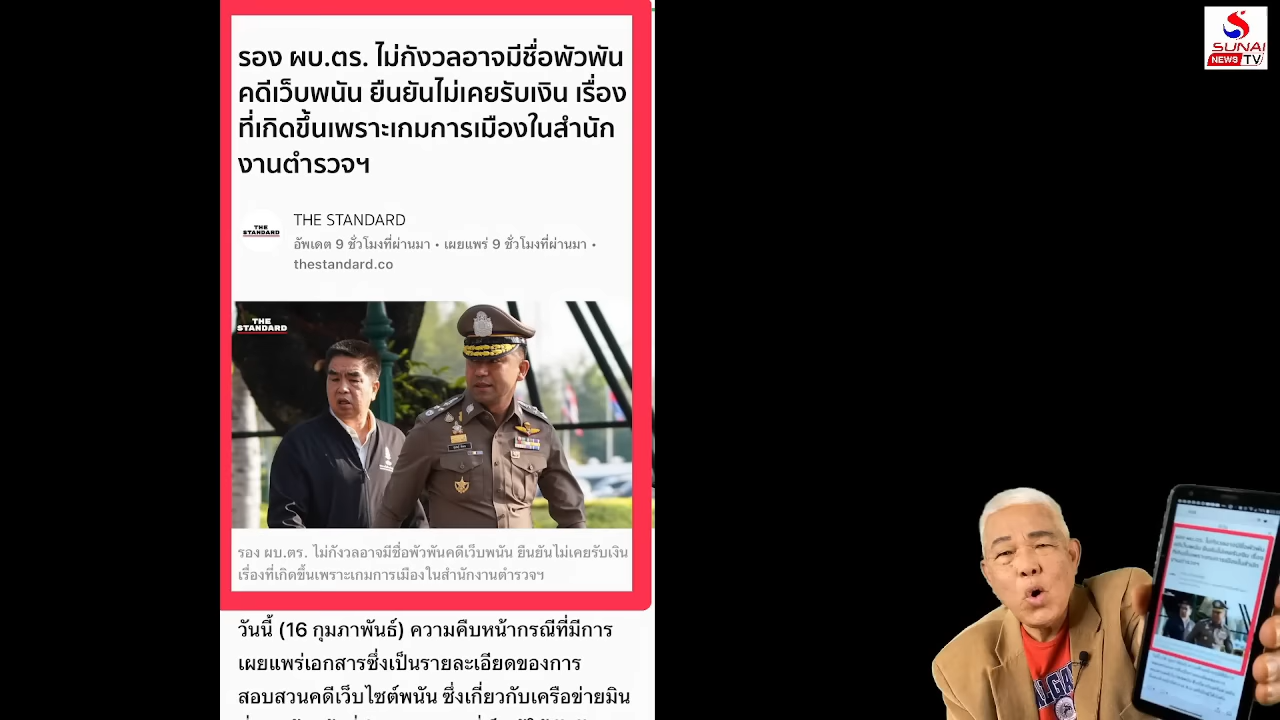 รอง ผบ.ตร. ไม่กังวลอาจมีชื่อพัวพัน
คดีเว็บพนัน ยืนยันไม่เคยรับเงิน เรื่อง
ที่เกิดขึ้นเพราะเกมการเมืองในสำนัก
งานตำรวจฯ
THE STANDARD
THE STANDARD
อัพเดต 9 ชั่วโมงที่ผ่านมา • เผยแพร่ 9 ชั่วโมงที่ผ่านมา •
thestandard.co
THE STANDARD
รอง ผบ.ตร. ไม่กังวลอาจมีชื่อพัวพันคดีเว็บพนัน ยืนยันไม่เคยรับเงิน
เรื่องที่เกิดขึ้นเพราะเกมการเมืองในสำนักงานตำรวจฯ
วันนี้ (16 กุมภาพันธ์) ความคืบหน้ากรณีที่มีการ
เผยแพร่เอกสารซึ่งเป็นรายละเอียดของการ
สอบสวนคดีเว็บไซต์พนัน ซึ่งเกี่ยวกับเครือข่ายมิน
SUNAI
NEWS TV